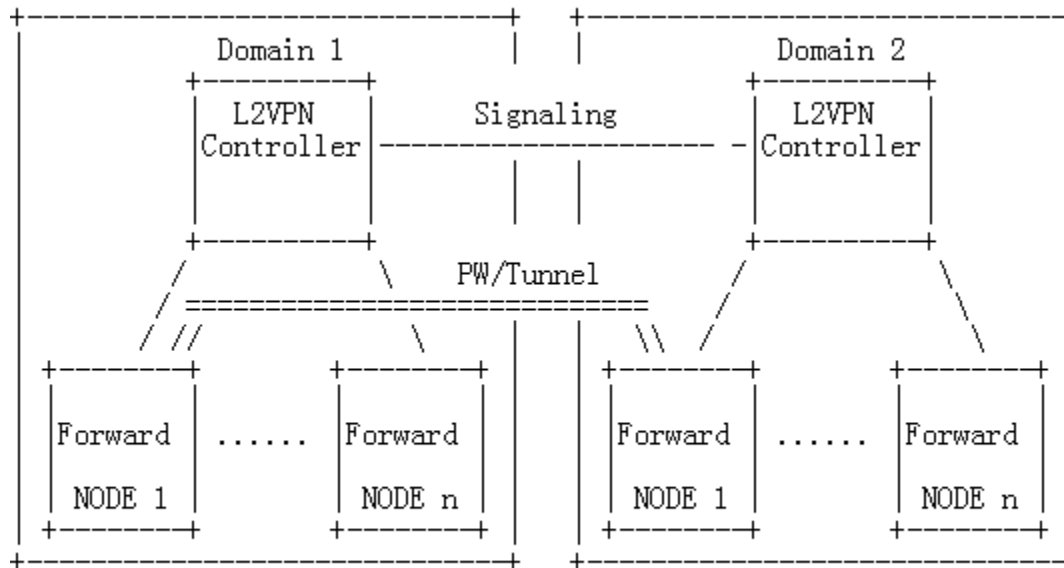 Domain 1 Domain 2
L2VPN Signaling L2VPN
Controller Controller
PW/Tunnel
Forward ...... Forward Forward ...... Forward
NODE 1 NODE n NODE 1 NODE n